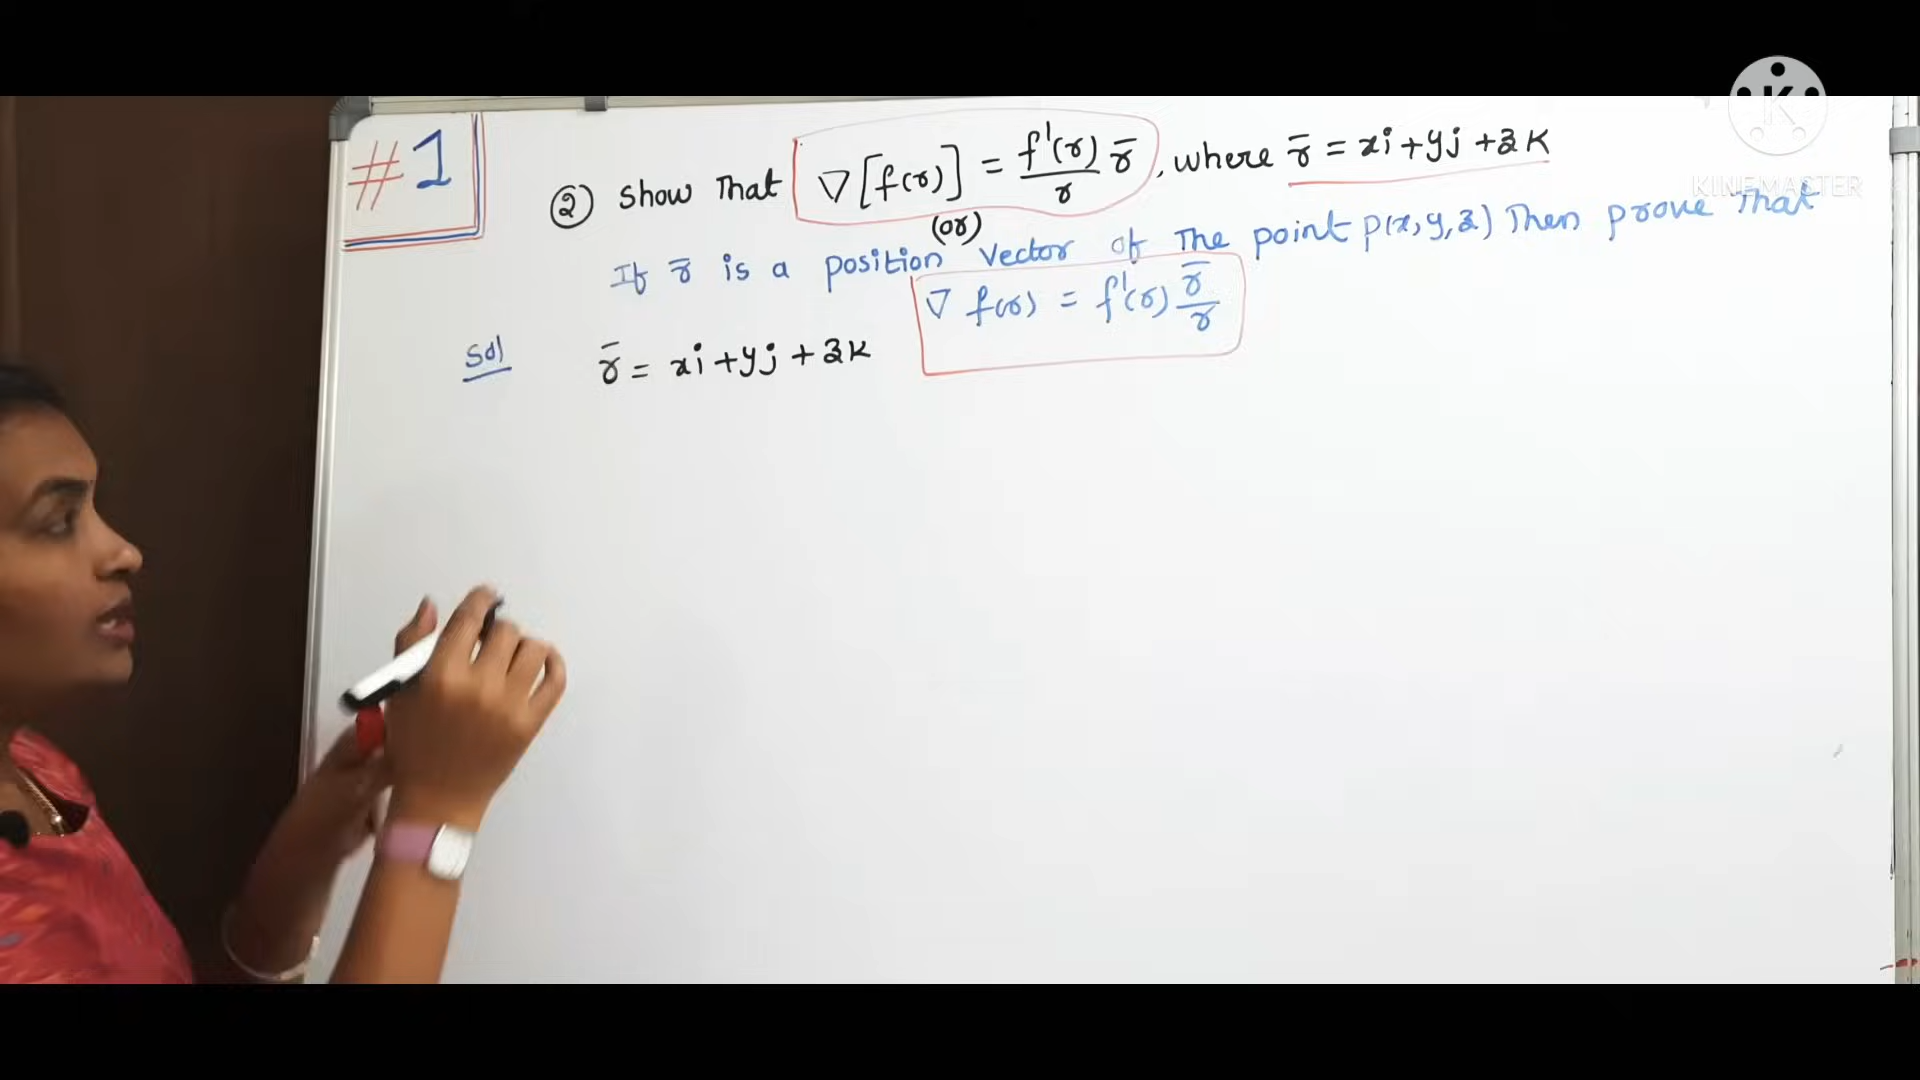 #1
② Show That ∇[f(r)] = f'(r)/r r̄, where r̄ = xi+yj+zk
(or)
If r̄ is a position vector of The point P(x,y,z) Then prove That
∇ f(r) = f'(r) r̄/r
Sol r̄ = xi+yj+zk
K
KINEMASTER